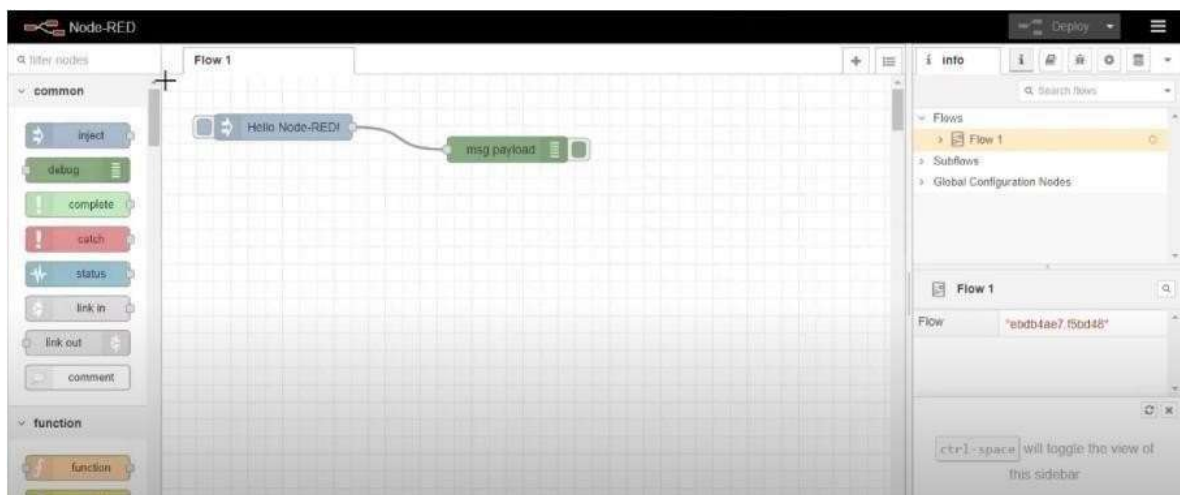 Node-RED
Deploy
filter nodes
Flow 1
i info
Search flows
common
inject
debug
complete
catch
status
link in
link out
comment
function
function
Hello Node-RED!
msg payload
Flows
Flow 1
Subflows
Global Configuration Nodes
Flow 1
Flow "ebdb4ae7.f5bd48"
ctrl-space will toggle the view of
this sidebar